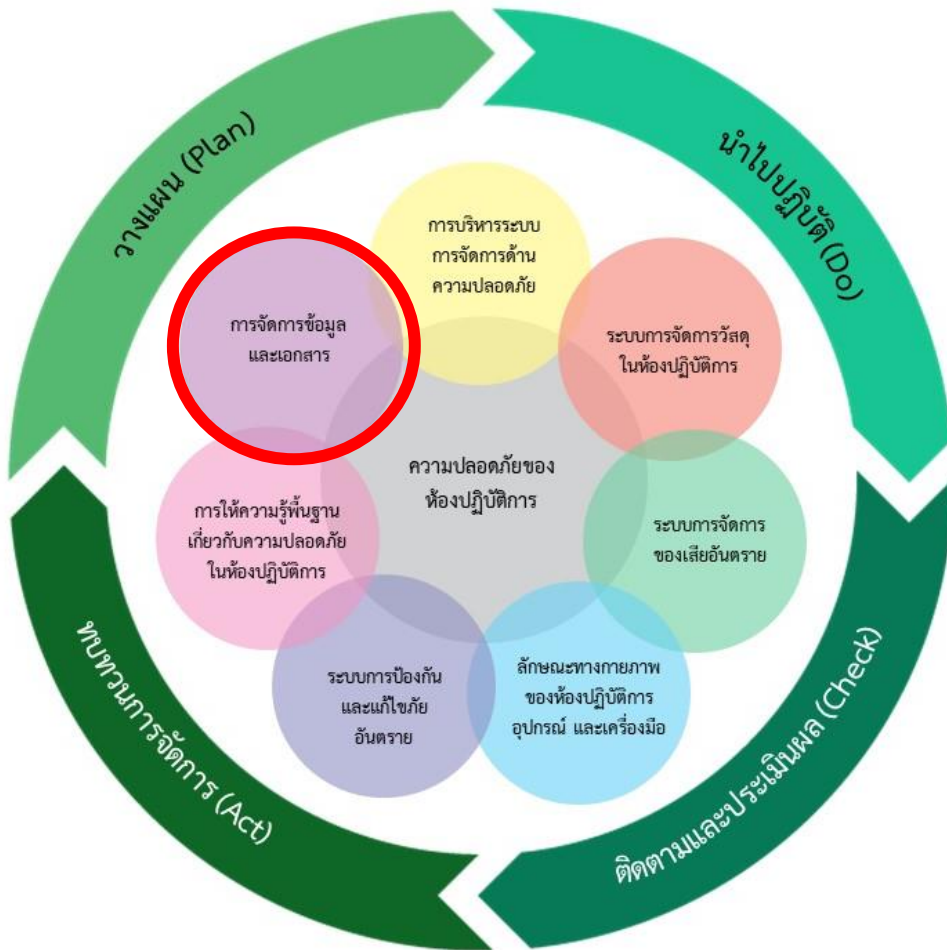 วางแผน (Plan)
นำไปปฏิบัติ (Do)
การบริหารระบบ
การจัดการด้าน
ความปลอดภัย
การจัดการข้อมูล
และเอกสาร
ระบบการจัดการวัสดุ
ในห้องปฏิบัติการ
ความปลอดภัยของ
ห้องปฏิบัติการ
การให้ความรู้พื้นฐาน
เกี่ยวกับความปลอดภัย
ในห้องปฏิบัติการ
ระบบการจัดการ
ของเสียอันตราย
ระบบการป้องกัน
และแก้ไขภัย
อันตราย
ลักษณะทางกายภาพ
ของห้องปฏิบัติการ
อุปกรณ์ และเครื่องมือ
ทบทวนการจัดการ (Act)
ติดตามและประเมินผล (Check)